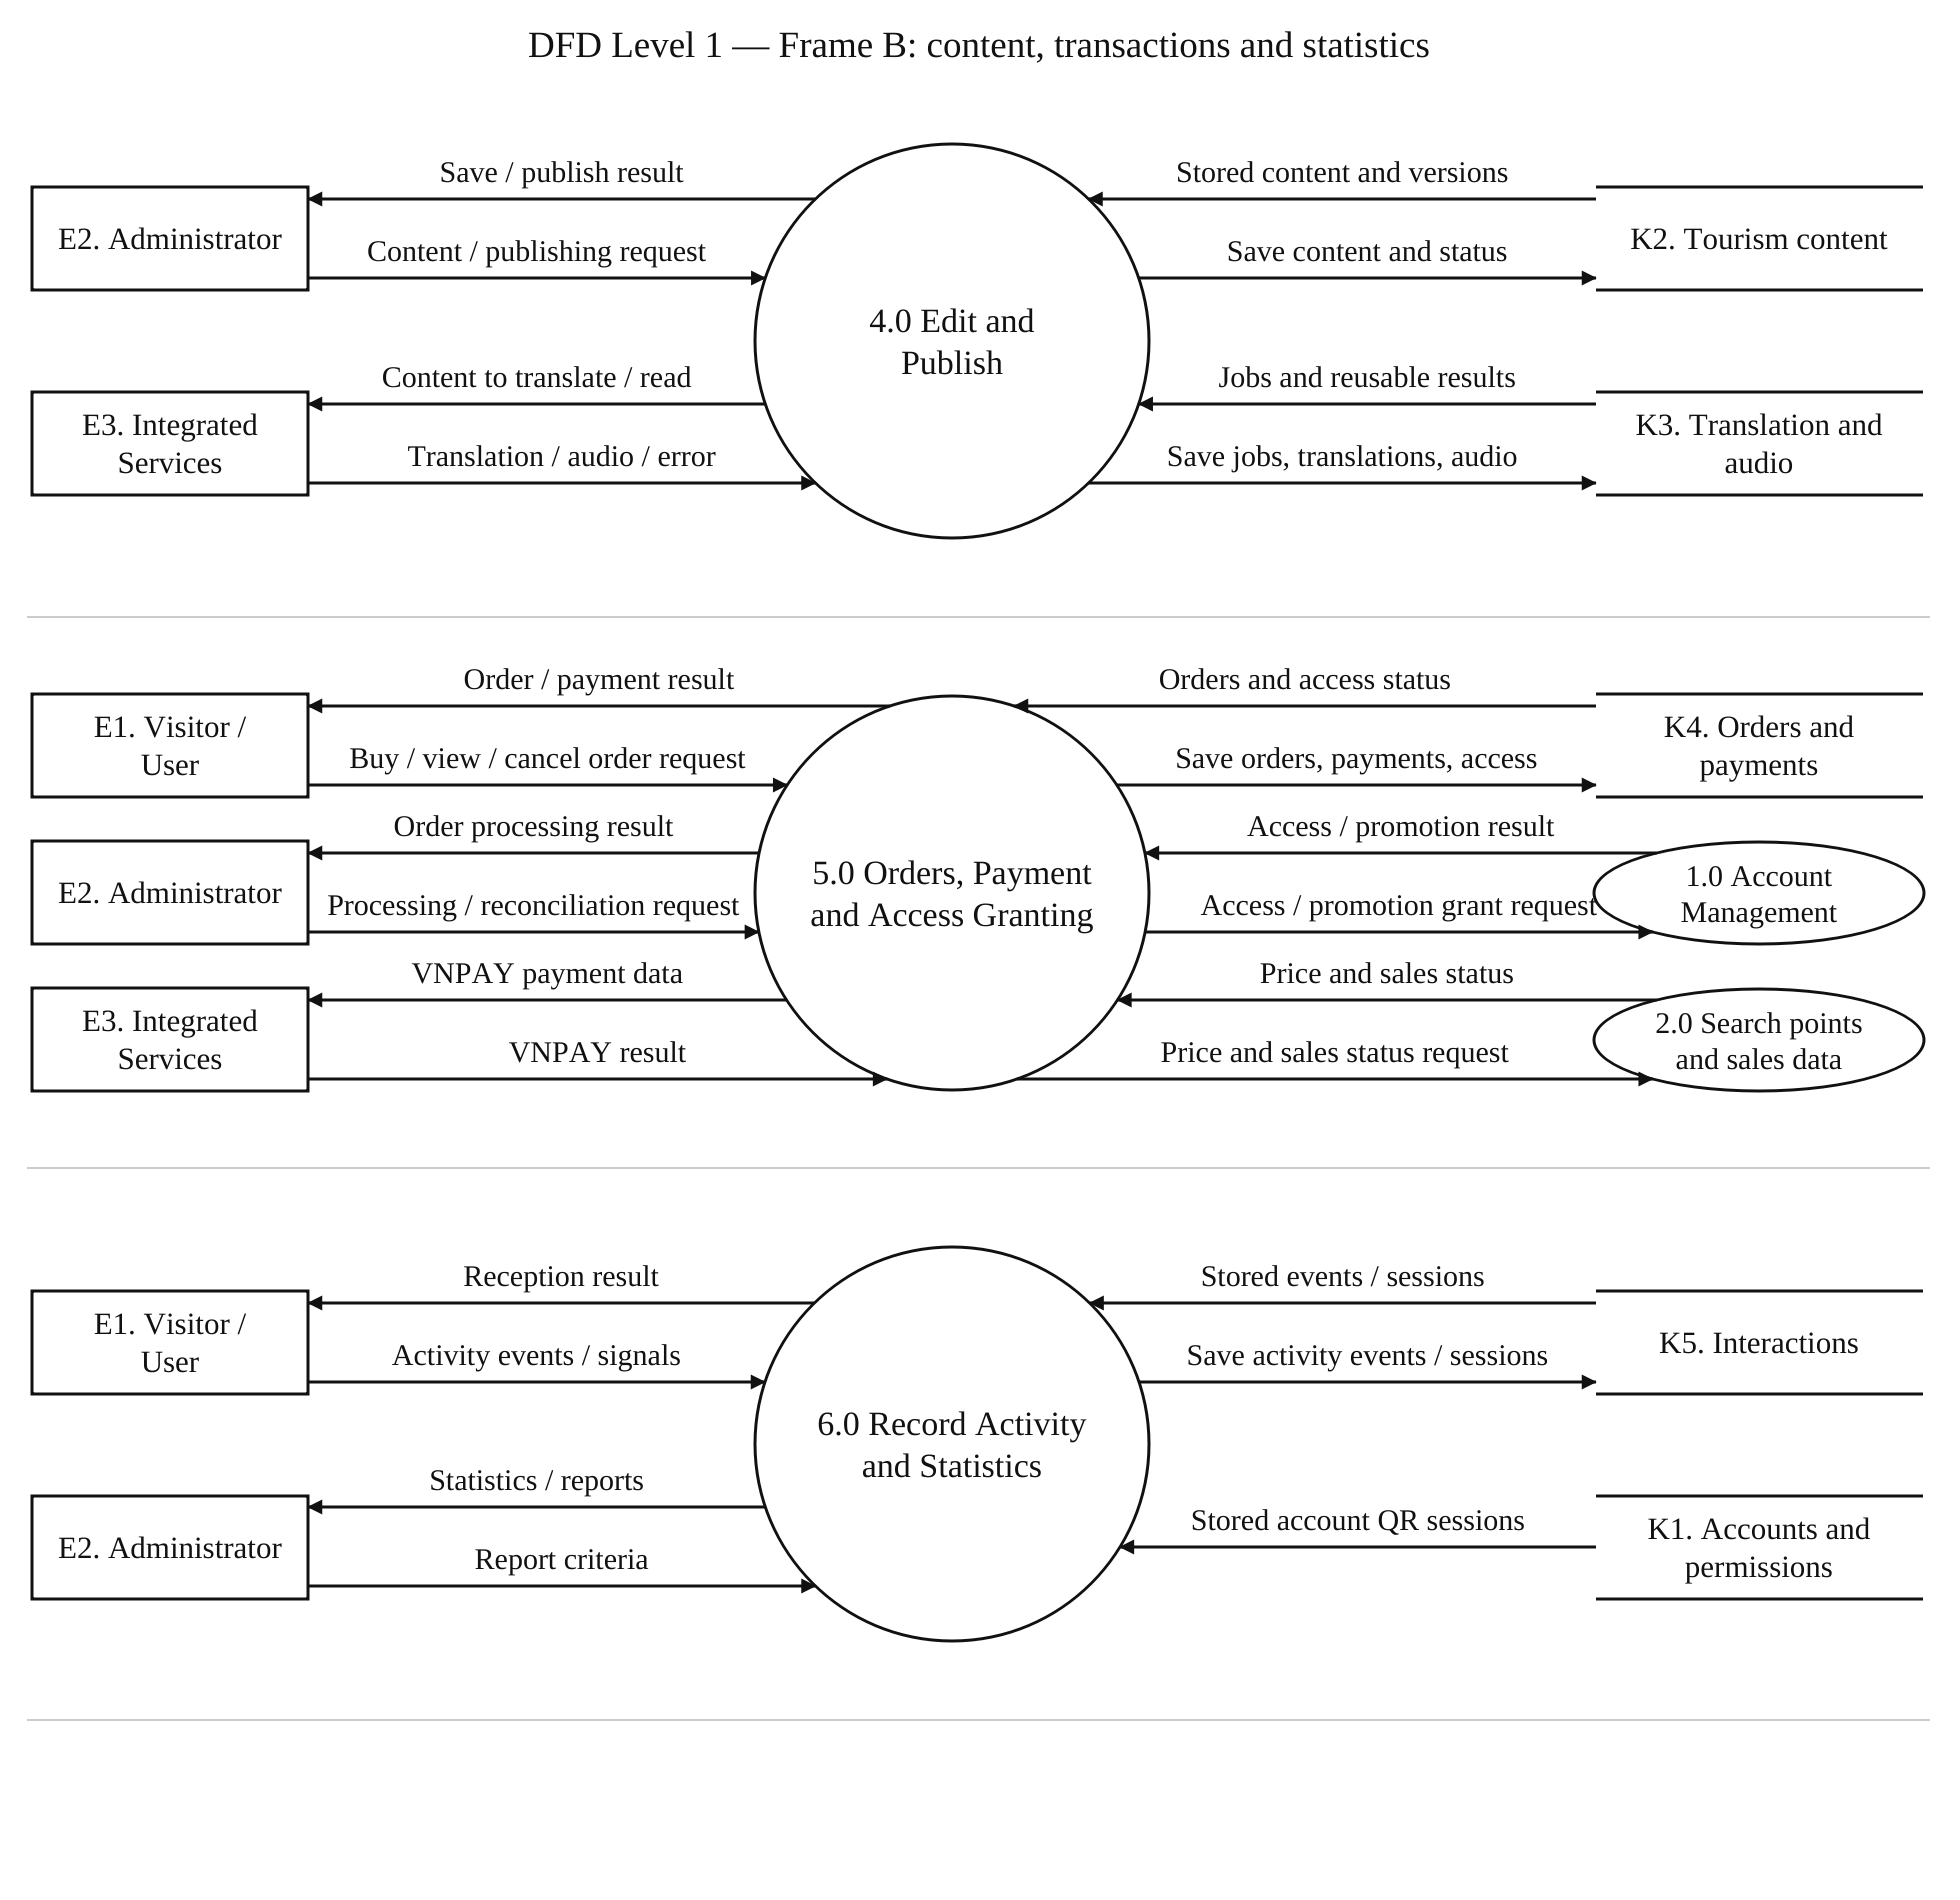 DFD Level 1 — Frame B: content, transactions and statistics
Save / publish result
Stored content and versions
E2. Administrator
K2. Tourism content
Content / publishing request
Save content and status
4.0 Edit and
Publish
Content to translate / read
Jobs and reusable results
E3. Integrated
Services
K3. Translation and
audio
Translation / audio / error
Save jobs, translations, audio
Order / payment result
Orders and access status
E1. Visitor /
User
K4. Orders and
payments
Buy / view / cancel order request
Save orders, payments, access
Order processing result
Access / promotion result
E2. Administrator
5.0 Orders, Payment
and Access Granting
1.0 Account
Management
Processing / reconciliation request
Access / promotion grant request
VNPAY payment data
Price and sales status
E3. Integrated
Services
2.0 Search points
and sales data
VNPAY result
Price and sales status request
Reception result
Stored events / sessions
E1. Visitor /
User
K5. Interactions
Activity events / signals
Save activity events / sessions
6.0 Record Activity
and Statistics
Statistics / reports
Stored account QR sessions
E2. Administrator
K1. Accounts and
permissions
Report criteria